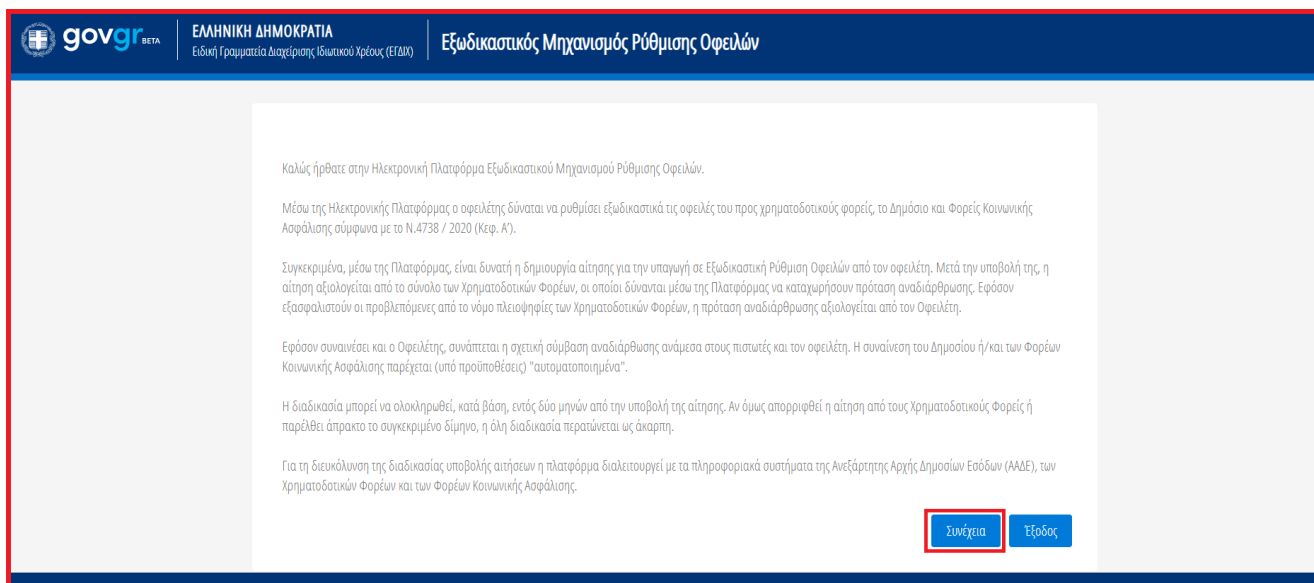 govgr BETA
ΕΛΛΗΝΙΚΗ ΔΗΜΟΚΡΑΤΙΑ
Ειδική Γραμματεία Διαχείρισης Ιδιωτικού Χρέους (ΕΓΔΙΧ)
Εξωδικαστικός Μηχανισμός Ρύθμισης Οφειλών
Καλώς ήρθατε στην Ηλεκτρονική Πλατφόρμα Εξωδικαστικού Μηχανισμού Ρύθμισης Οφειλών.
Μέσω της Ηλεκτρονικής Πλατφόρμας ο οφειλέτης δύναται να ρυθμίσει εξωδικαστικά τις οφειλές του προς χρηματοδοτικούς φορείς, το Δημόσιο και Φορείς Κοινωνικής
Ασφάλισης σύμφωνα με το Ν.4738 / 2020 (Κεφ. Α').
Συγκεκριμένα, μέσω της Πλατφόρμας, είναι δυνατή η δημιουργία αίτησης για την υπαγωγή σε Εξωδικαστική Ρύθμιση Οφειλών από τον οφειλέτη. Μετά την υποβολή της, η
αίτηση αξιολογείται από το σύνολο των Χρηματοδοτικών Φορέων, οι οποίοι δύνανται μέσω της Πλατφόρμας να καταχωρήσουν πρόταση αναδιάρθρωσης. Εφόσον
εξασφαλιστούν οι προβλεπόμενες από το νόμο πλειοψηφίες των Χρηματοδοτικών Φορέων, η πρόταση αναδιάρθρωσης αξιολογείται από τον Οφειλέτη.
Εφόσον συναινέσει και ο Οφειλέτης, συνάπτεται η σχετική σύμβαση αναδιάρθωσης ανάμεσα στους πιστωτές και τον οφειλέτη. Η συναίνεση του Δημοσίου ή/και των Φορέων
Κοινωνικής Ασφάλισης παρέχεται (υπό προϋποθέσεις) "αυτοματοποιημένα".
Η διαδικασία μπορεί να ολοκληρωθεί, κατά βάση, εντός δύο μηνών από την υποβολή της αίτησης. Αν όμως απορριφθεί η αίτηση από τους Χρηματοδοτικούς Φορείς ή
παρέλθει άπρακτο το συγκεκριμένο δίμηνο, η όλη διαδικασία περατώνεται ως άκαρπη.
Για τη διευκόλυνση της διαδικασίας υποβολής αιτήσεων η πλατφόρμα διαλειτουργεί με τα πληροφοριακά συστήματα της Ανεξάρτητης Αρχής Δημοσίων Εσόδων (ΑΑΔΕ), των
Χρηματοδοτικών Φορέων και των Φορέων Κοινωνικής Ασφάλισης.
Συνέχεια
Έξοδος